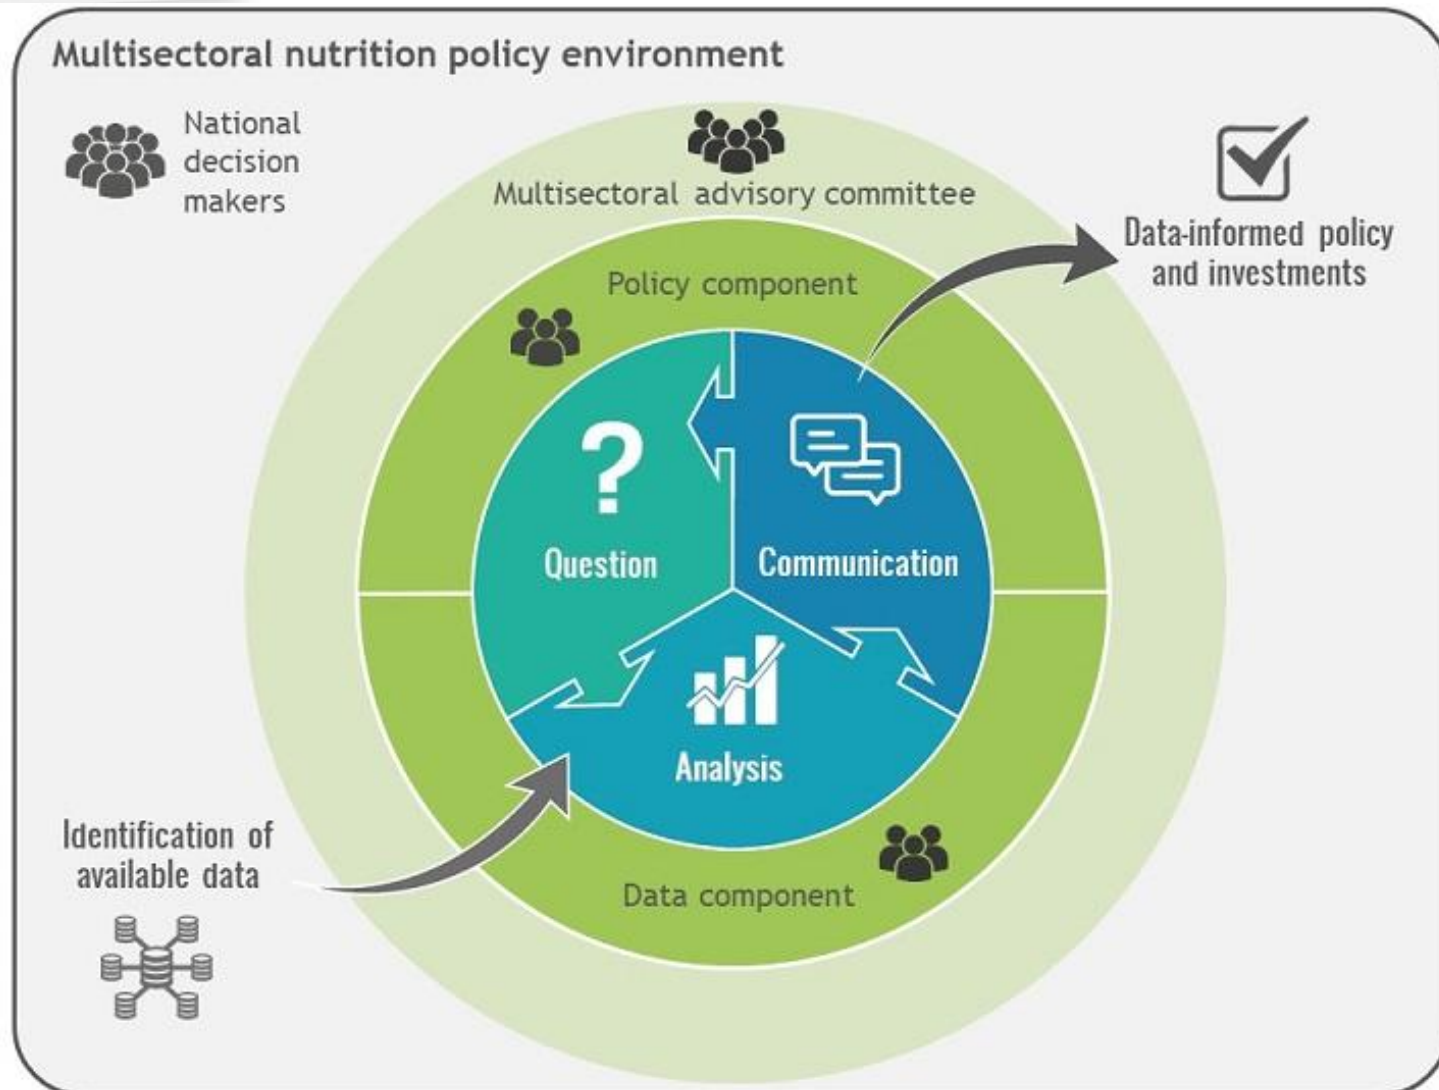 Multisectoral nutrition policy environment
National
decision
makers
Multisectoral advisory committee
Data-informed policy
and investments
Policy component
?
Question
Communication
Analysis
Identification of
available data
Data component